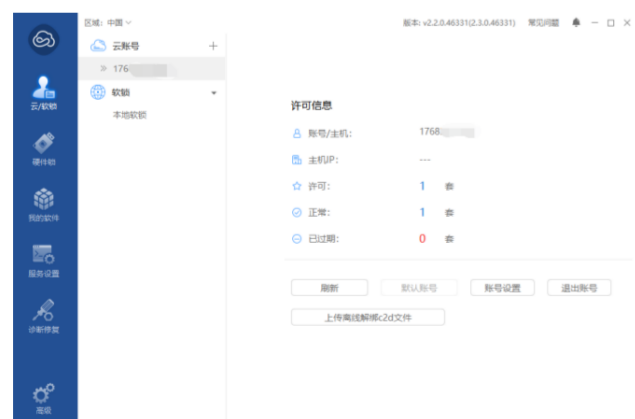 区域: 中国
版本: v2.2.0.46331(2.3.0.46331) 常见问题
云账号
176
软锁
本地软锁
云/软锁
硬件锁
我的软件
服务设置
诊断修复
高级
许可信息
账号/主机: 1768
主机IP: ---
许可: 1 套
正常: 1 套
已过期: 0 套
刷新 默认账号 账号设置 退出账号
上传离线解绑c2d文件